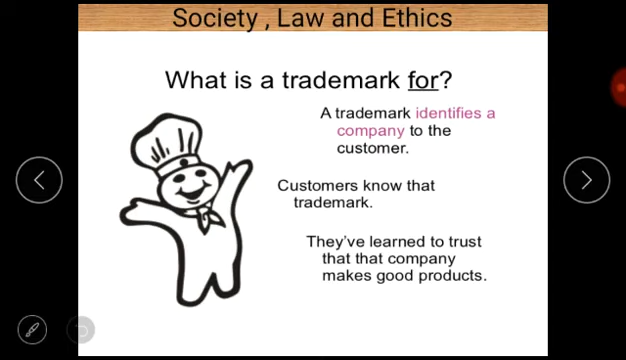 Society , Law and Ethics
What is a trademark for?
A trademark identifies a
company to the
customer.
Customers know that
trademark.
They've learned to trust
that that company
makes good products.